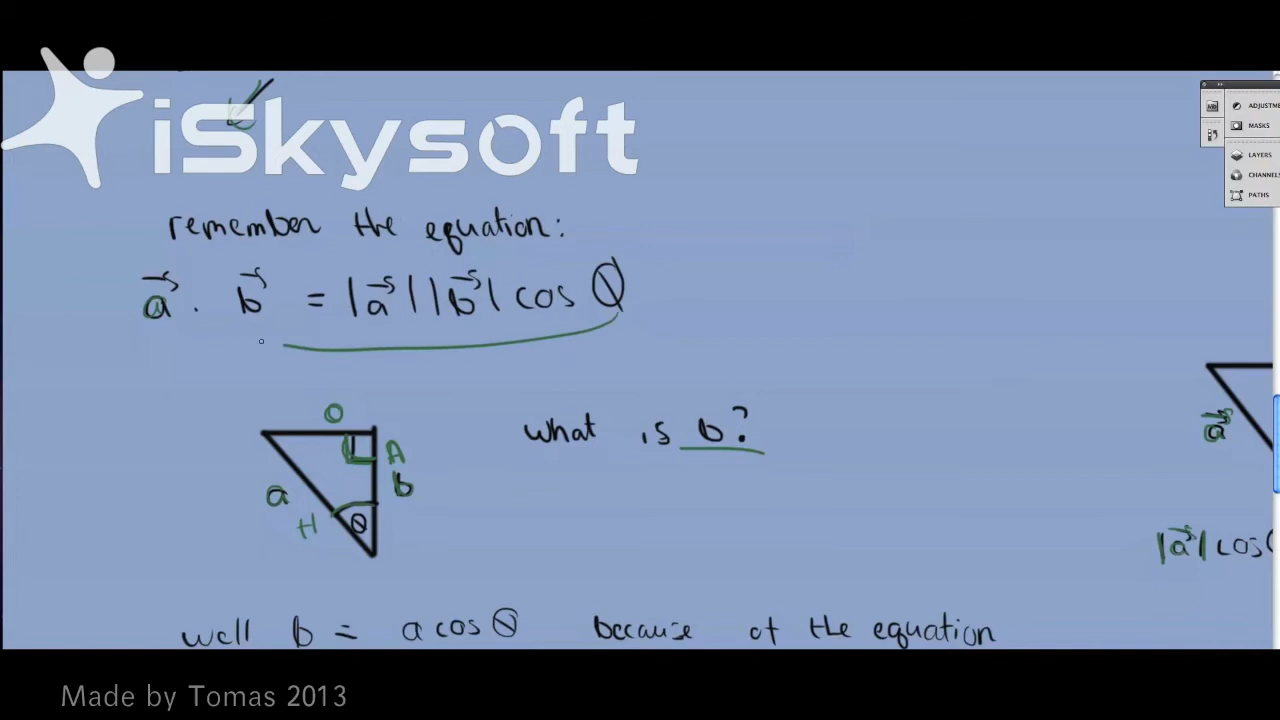 iSkysoft
ADJUSTME
MASKS
LAYERS
CHANNELS
PATHS
remember the equation:
a⃗ . b⃗ = |a⃗||b⃗| cos θ
O
A
a
b
H
θ
what is b?
a⃗
|a⃗| cos
well b = a cos θ because of the equation
Made by Tomas 2013